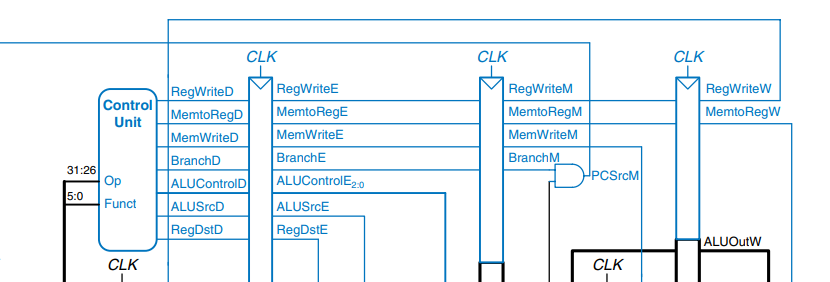 CLK CLK CLK
RegWriteD RegWriteE RegWriteM RegWriteW
Control Unit
MemtoRegD MemtoRegE MemtoRegM MemtoRegW
MemWriteD MemWriteE MemWriteM
BranchD BranchE BranchM
31:26 Op ALUControlD ALUControlE2:0 PCSrcM
5:0 Funct ALUSrcD ALUSrcE
RegDstD RegDstE
ALUOutW
CLK CLK